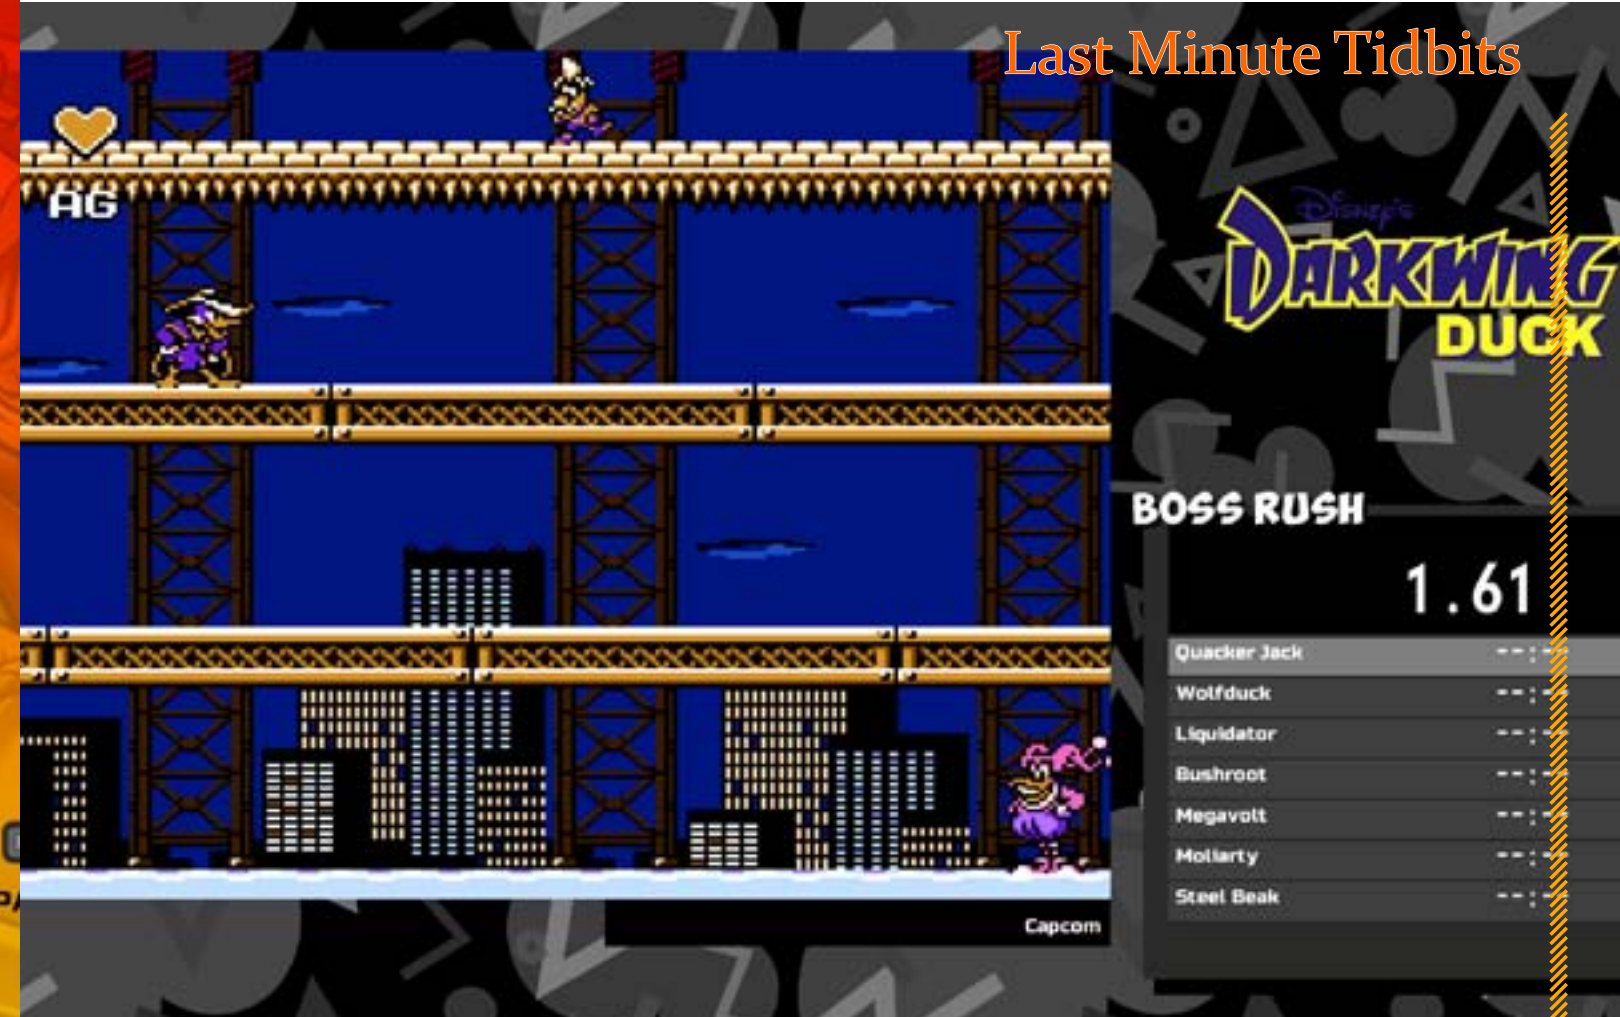 Last Minute Tidbits
AG
DISNEY'S
DARKWING
DUCK
BOSS RUSH
1.61
Quacker Jack --:--
Wolfduck --:--
Liquidator --:--
Bushroot --:--
Megavolt --:--
Moliarty --:--
Steel Beak --:--
Capcom